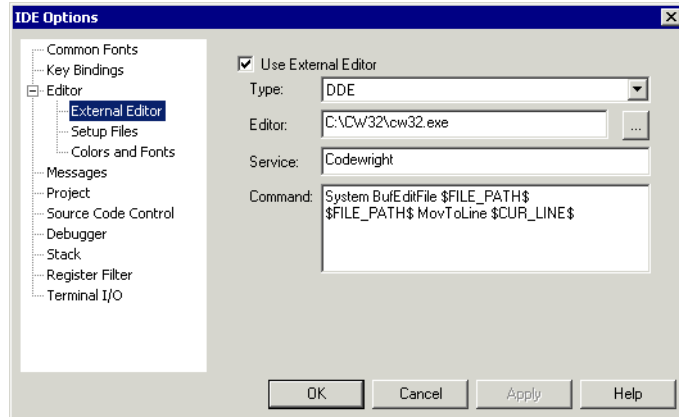 IDE Options
Common Fonts
Key Bindings
Editor
External Editor
Setup Files
Colors and Fonts
Messages
Project
Source Code Control
Debugger
Stack
Register Filter
Terminal I/O
Use External Editor
Type: DDE
Editor: C:\CW32\cw32.exe ...
Service: Codewright
Command: System BufEditFile $FILE_PATH$
$FILE_PATH$ MovToLine $CUR_LINE$
OK Cancel Apply Help